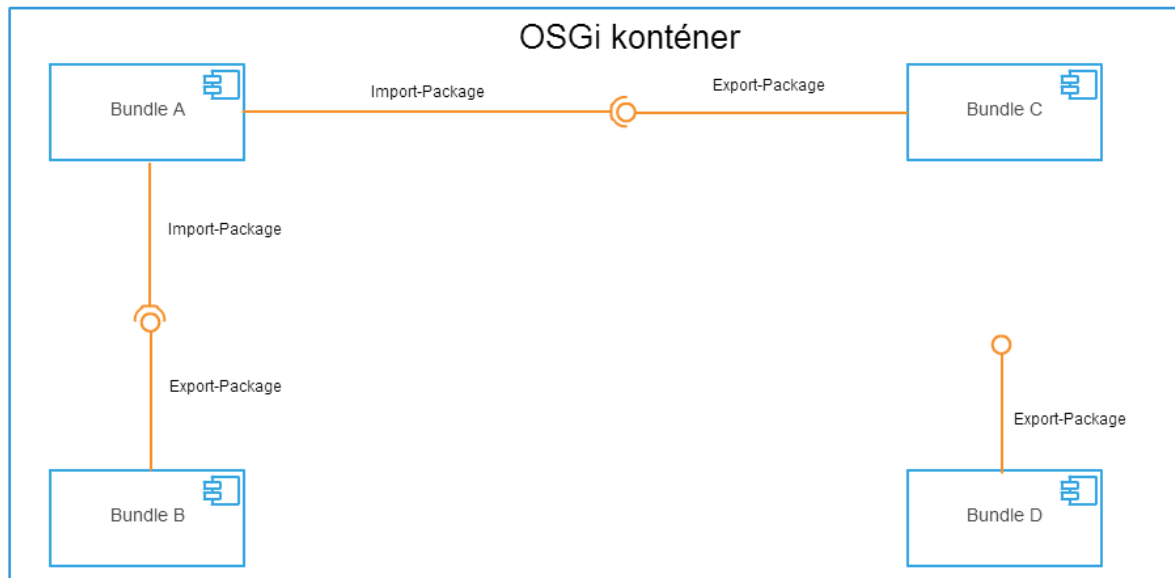 OSGi konténer
Bundle A
Import-Package
Export-Package
Bundle C
Import-Package
Export-Package
Export-Package
Bundle B
Bundle D